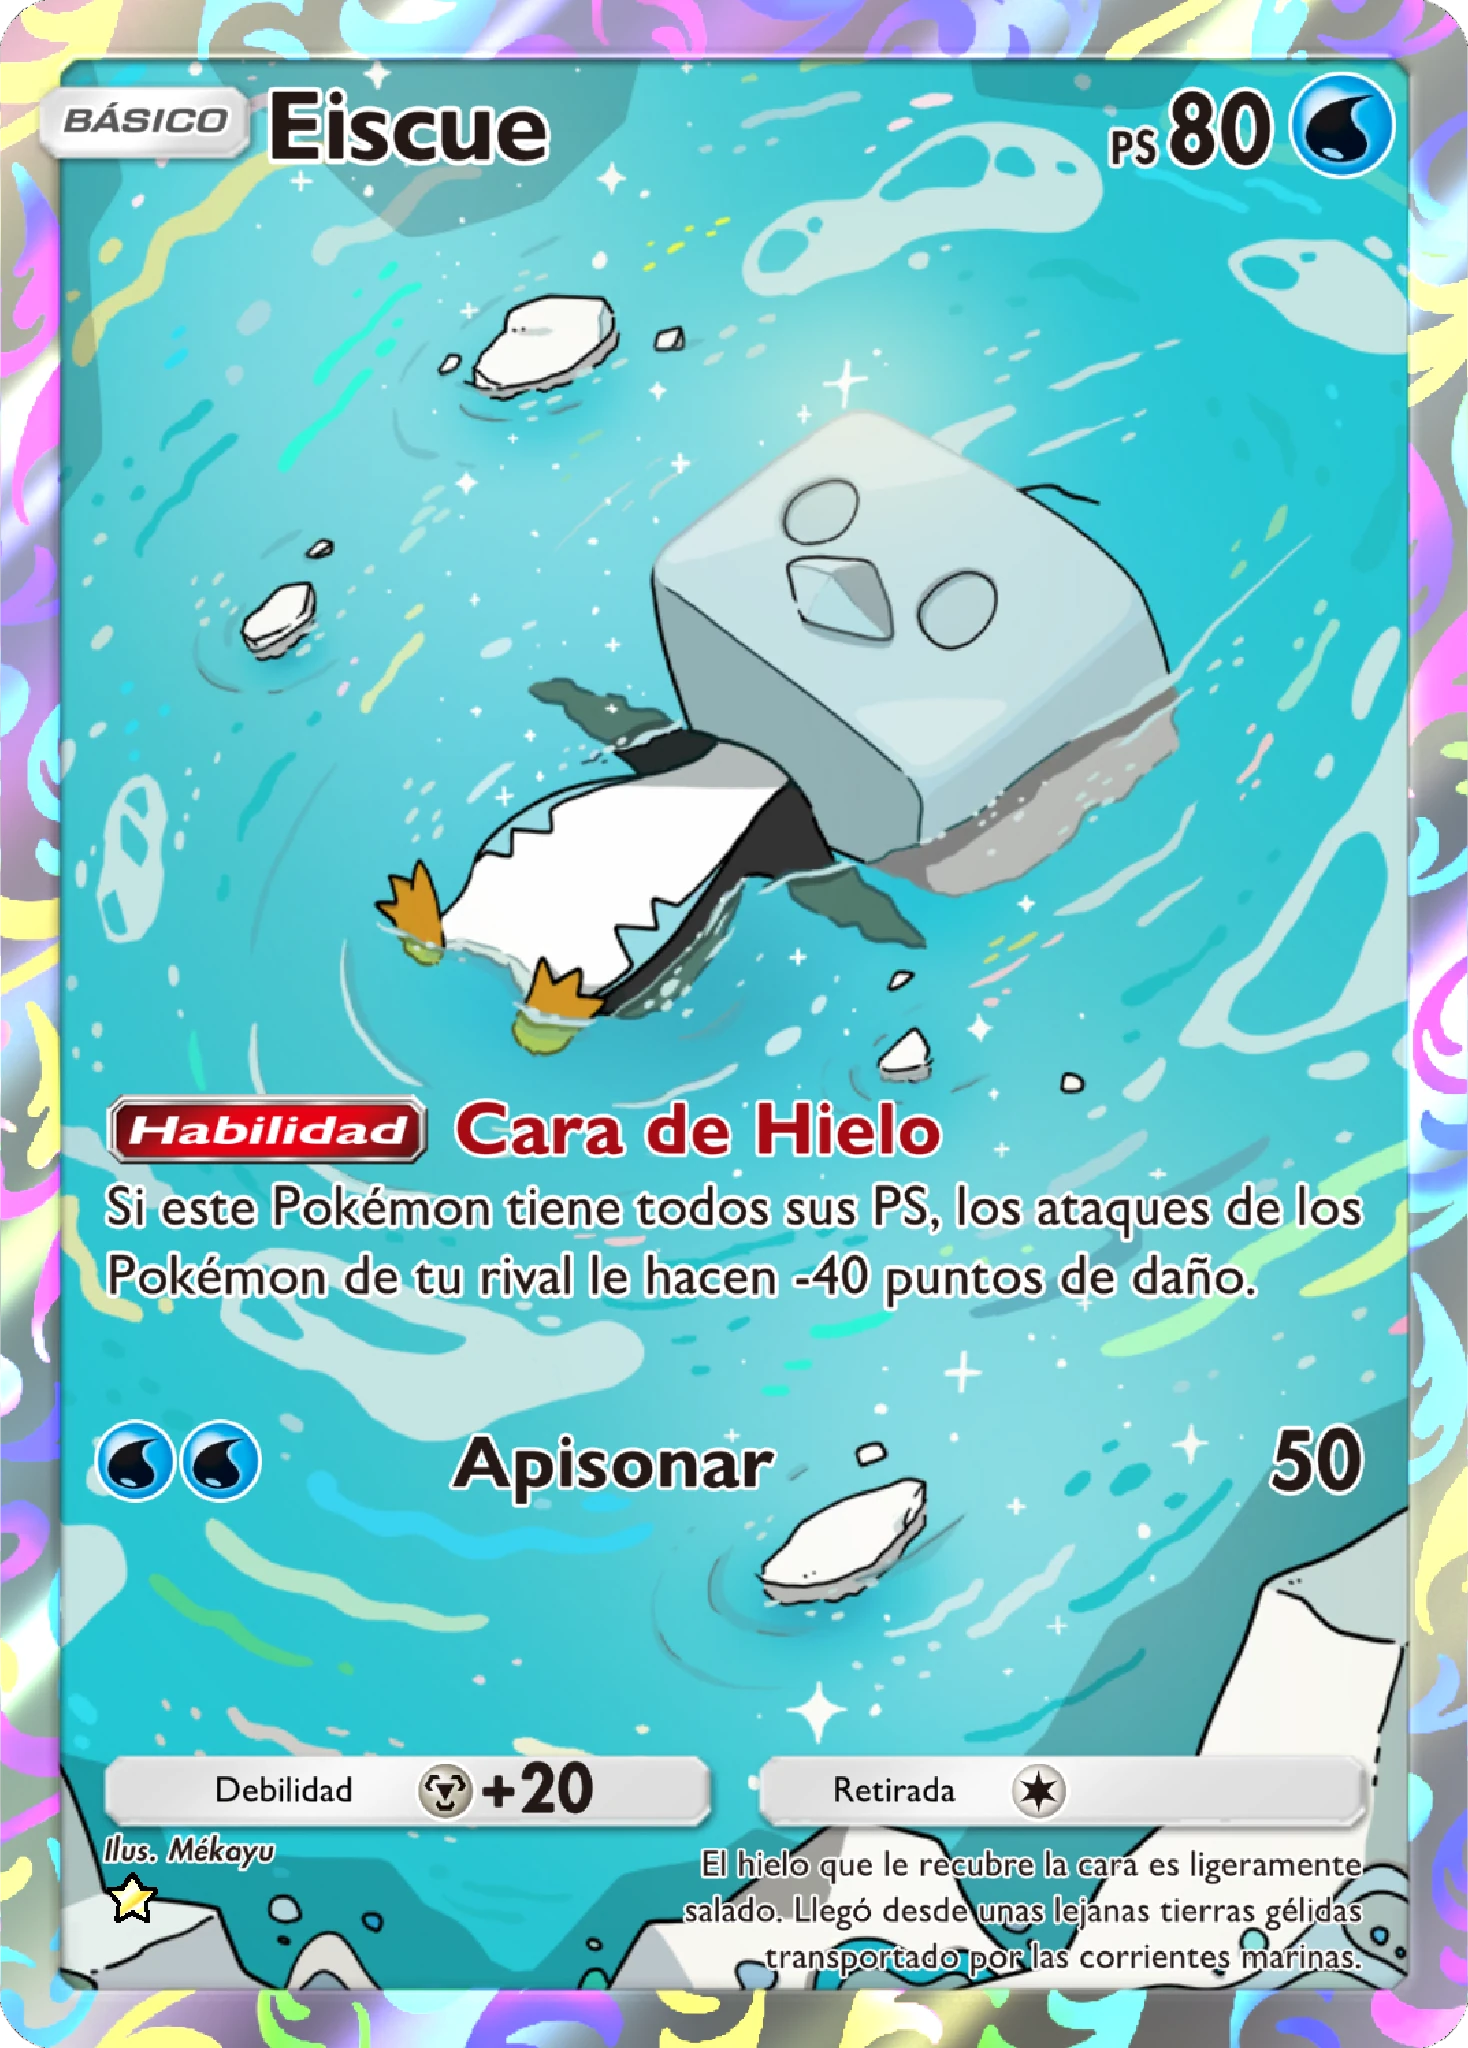 BÁSICO Eiscue PS 80
Habilidad Cara de Hielo
Si este Pokémon tiene todos sus PS, los ataques de los
Pokémon de tu rival le hacen -40 puntos de daño.
Apisonar 50
Debilidad +20 Retirada
Ilus. Mékayu
El hielo que le recubre la cara es ligeramente
salado. Llegó desde unas lejanas tierras gélidas
transportado por las corrientes marinas.